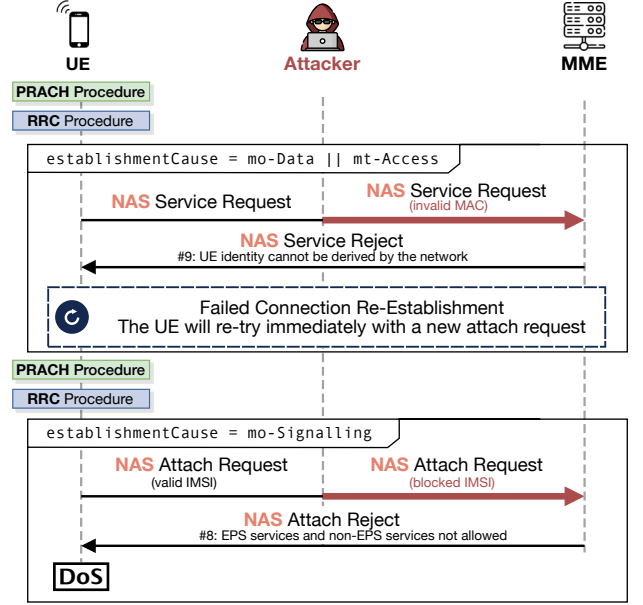 UE
Attacker
MME
PRACH Procedure
RRC Procedure
establishmentCause = mo-Data || mt-Access
NAS Service Request
NAS Service Request
(invalid MAC)
NAS Service Reject
#9: UE identity cannot be derived by the network
Failed Connection Re-Establishment
The UE will re-try immediately with a new attach request
PRACH Procedure
RRC Procedure
establishmentCause = mo-Signalling
NAS Attach Request
(valid IMSI)
NAS Attach Request
(blocked IMSI)
NAS Attach Reject
#8: EPS services and non-EPS services not allowed
DoS